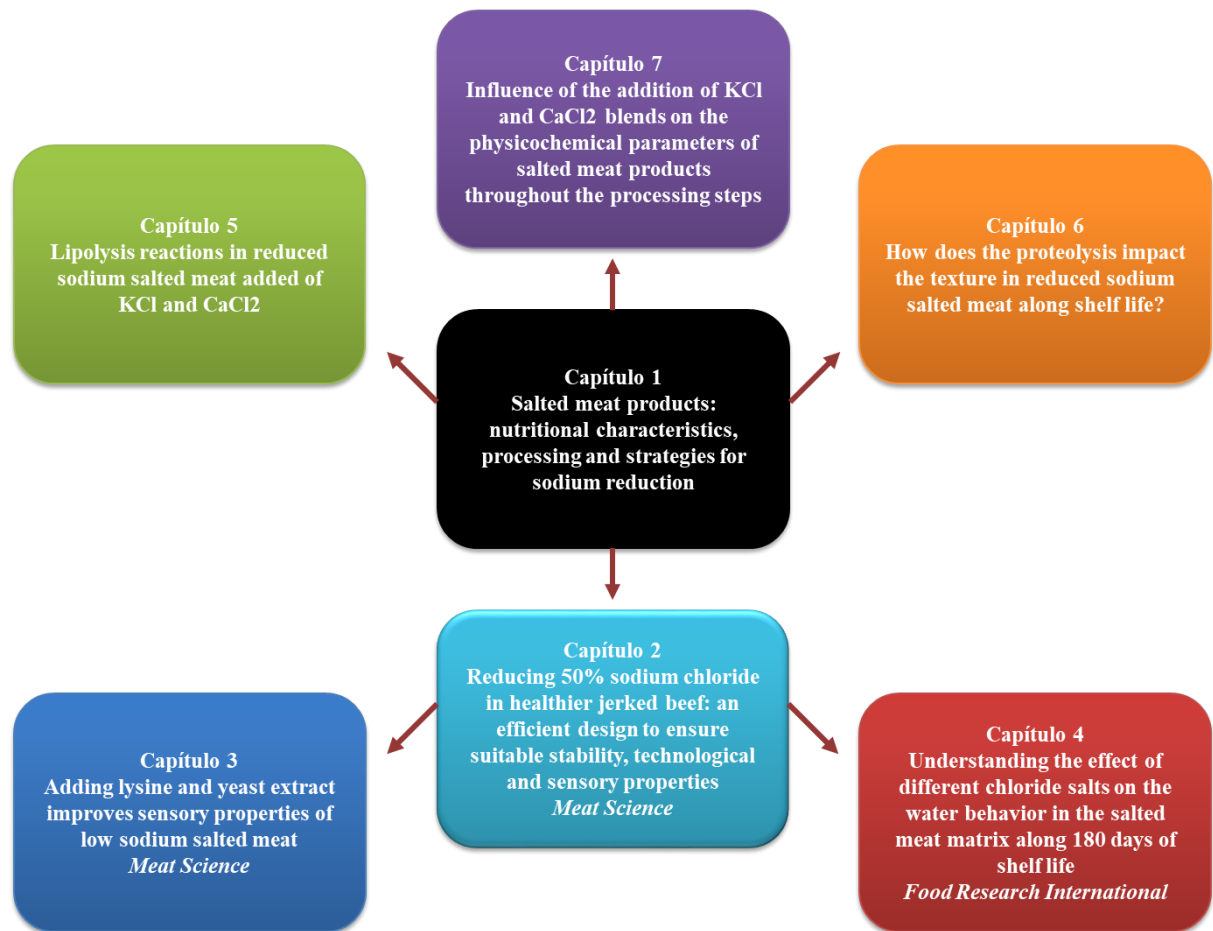 Capítulo 7
Influence of the addition of KCl
and CaCl2 blends on the
physicochemical parameters of
salted meat products
throughout the processing steps
Capítulo 5
Lipolysis reactions in reduced
sodium salted meat added of
KCl and CaCl2
Capítulo 6
How does the proteolysis impact
the texture in reduced sodium
salted meat along shelf life?
Capítulo 1
Salted meat products:
nutritional characteristics,
processing and strategies for
sodium reduction
Capítulo 2
Reducing 50% sodium chloride
in healthier jerked beef: an
efficient design to ensure
suitable stability, technological
and sensory properties
Meat Science
Capítulo 3
Adding lysine and yeast extract
improves sensory properties of
low sodium salted meat
Meat Science
Capítulo 4
Understanding the effect of
different chloride salts on the
water behavior in the salted
meat matrix along 180 days of
shelf life
Food Research International